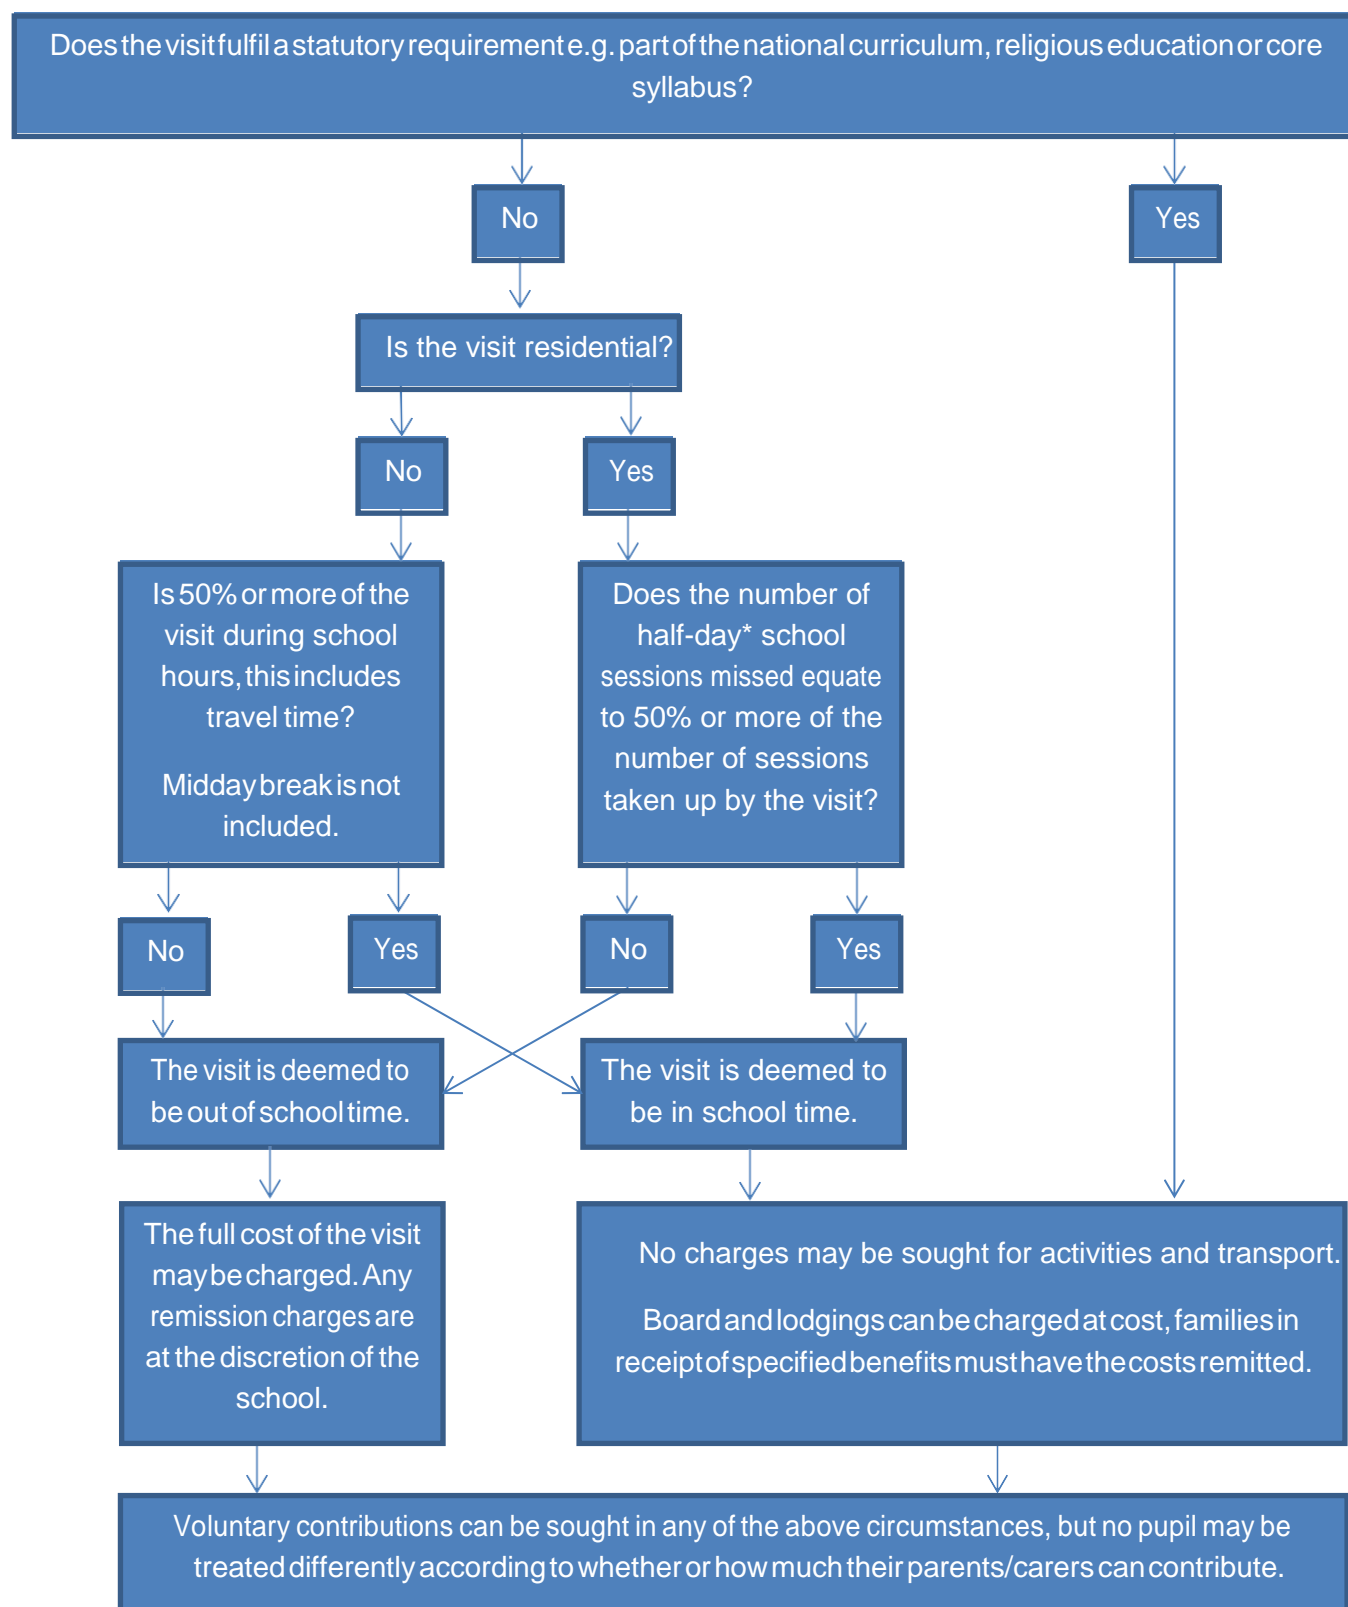 Does the visit fulfil a statutory requirement e.g. part of the national curriculum, religious education or core
syllabus?
No
Yes
Is the visit residential?
No
Yes
Is 50% or more of the
visit during school
hours, this includes
travel time?
Midday break is not
included.
Does the number of
half-day* school
sessions missed equate
to 50% or more of the
number of sessions
taken up by the visit?
No
Yes
No
Yes
The visit is deemed to
be out of school time.
The visit is deemed to
be in school time.
The full cost of the visit
may be charged. Any
remission charges are
at the discretion of the
school.
No charges may be sought for activities and transport.
Board and lodgings can be charged at cost, families in
receipt of specified benefits must have the costs remitted.
Voluntary contributions can be sought in any of the above circumstances, but no pupil may be
treated differently according to whether or how much their parents/carers can contribute.